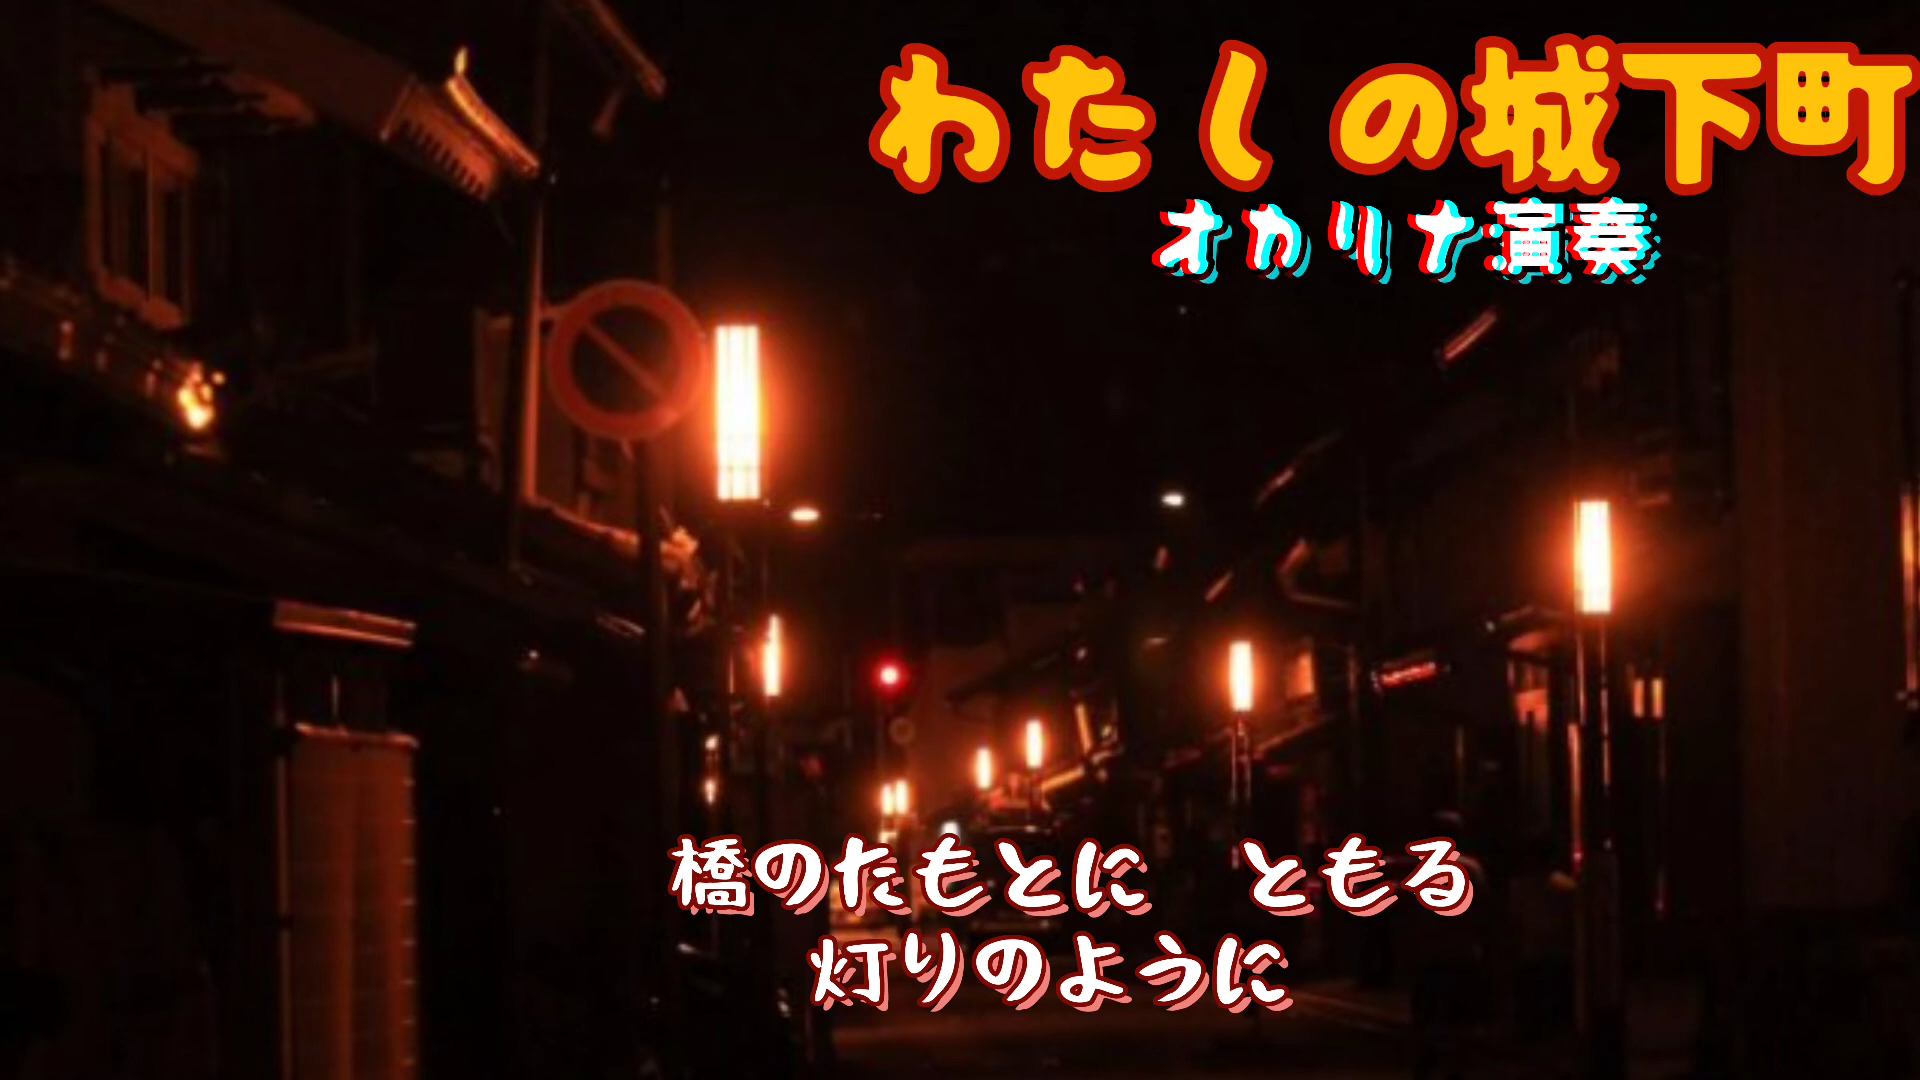 わたしの城下町
オカリナ演奏
橋のたもとに　ともる
灯りのように